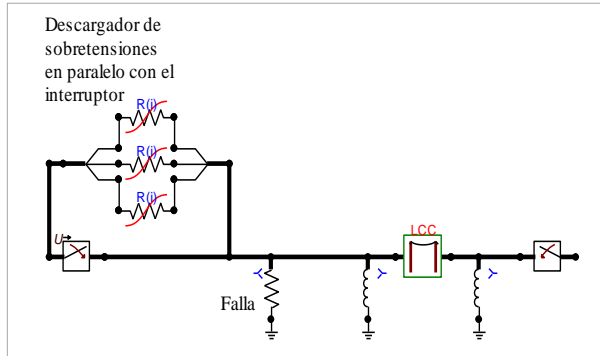 Descargador de
sobretensiones
en paralelo con el
interruptor
R(i)
R(i)
R(i)
U
LCC
Falla